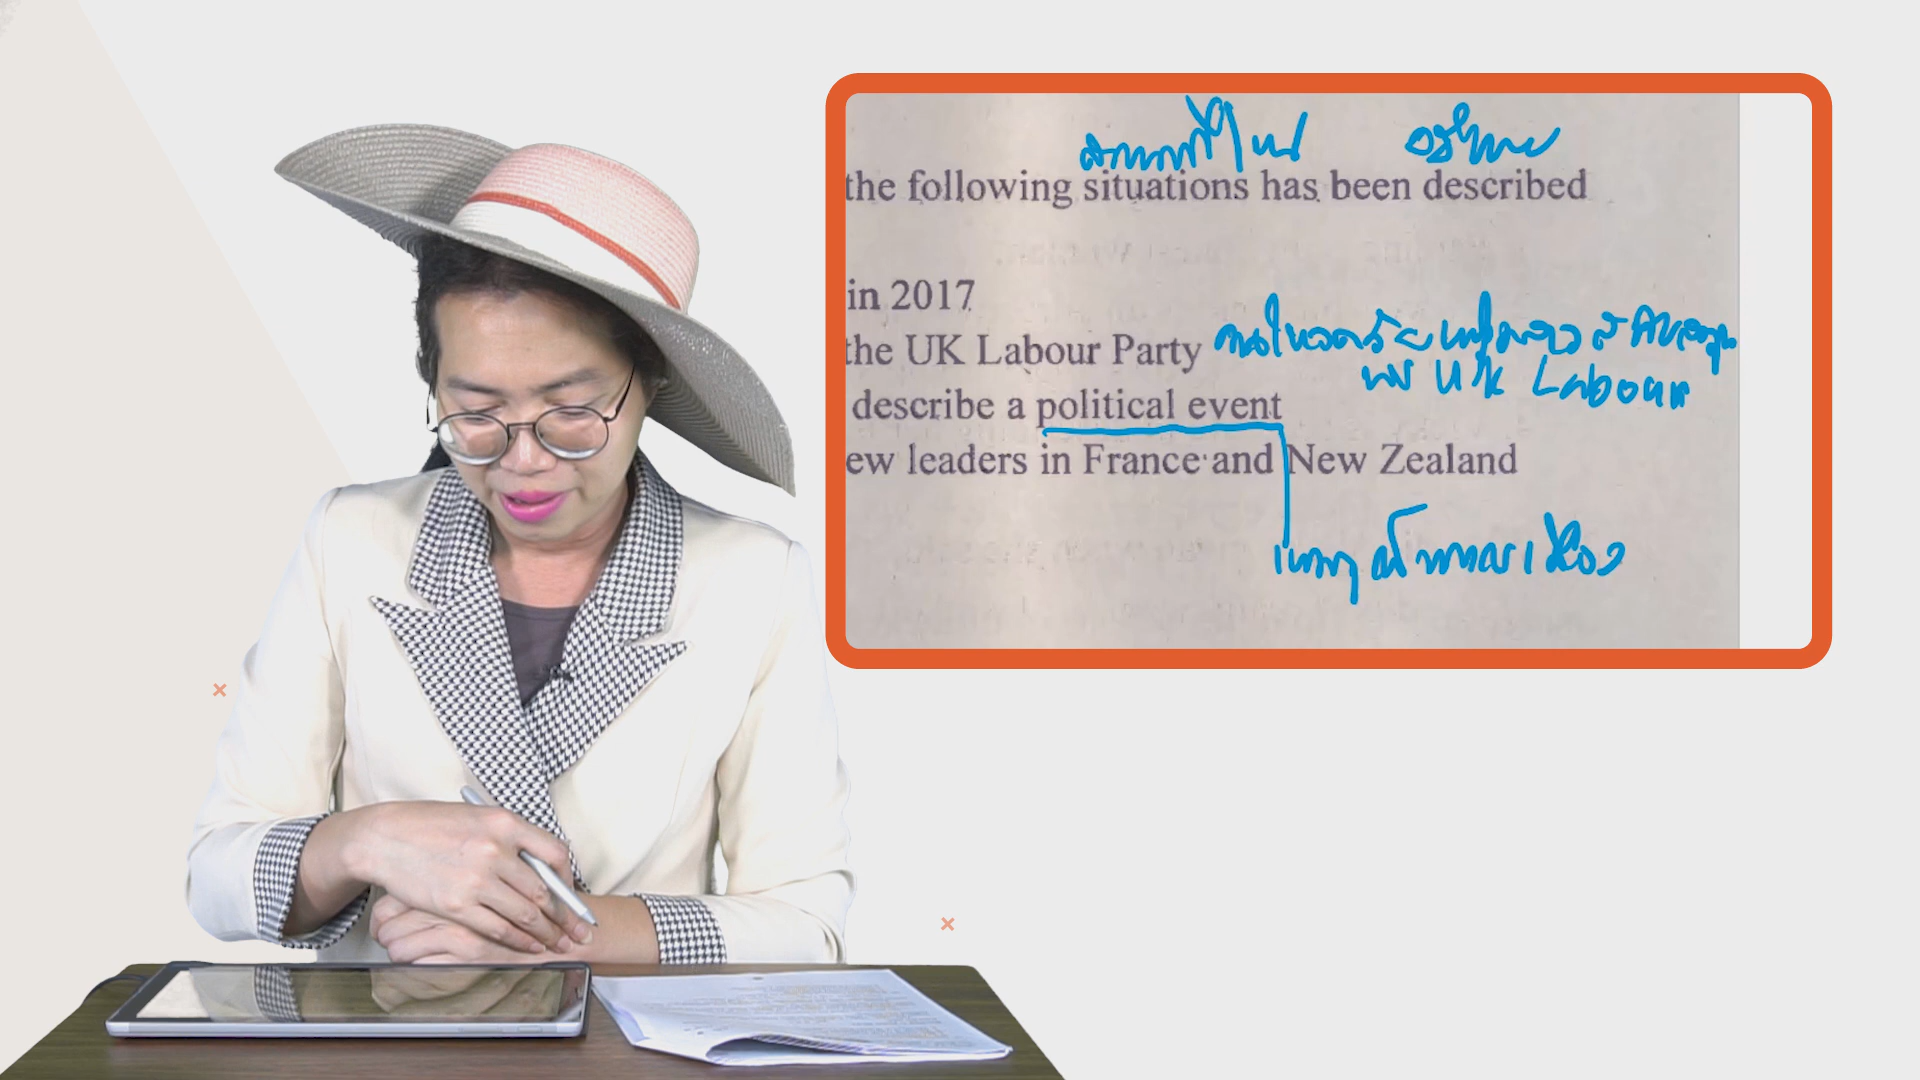 สถานการณ์ใหน อธิบาย
the following situations has been described
in 2017
the UK Labour Party
UK Labour
describe a political event
ew leaders in France and New Zealand
เหตุการณ์ทางการเมือง